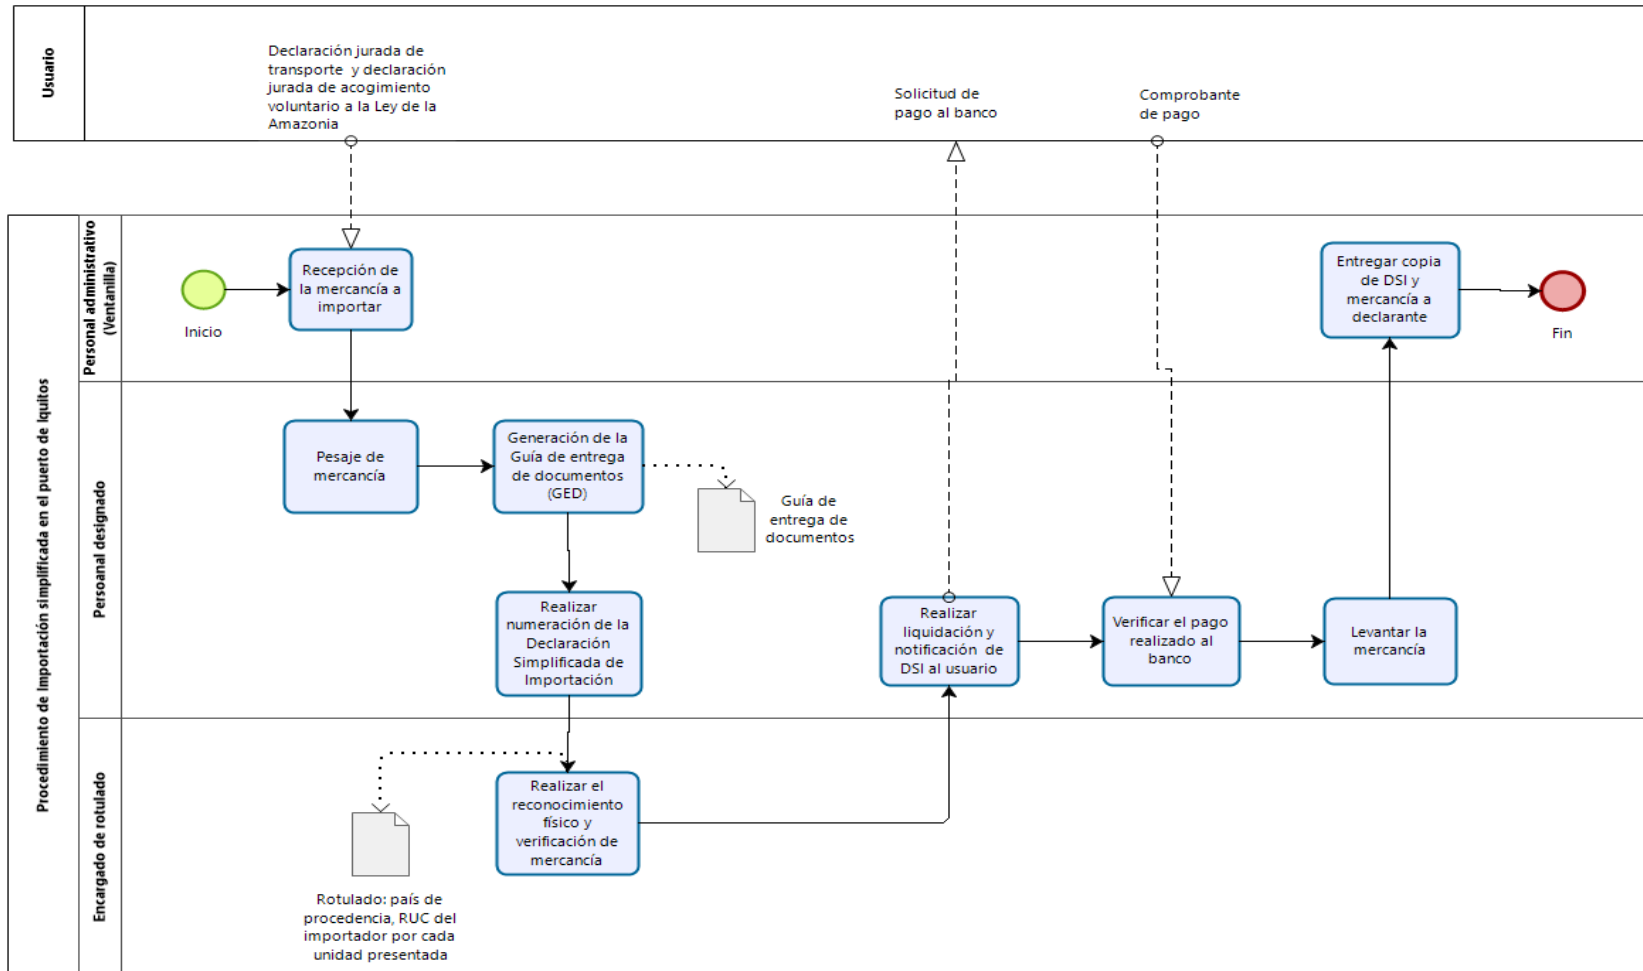 Usuario
Declaración jurada de
transporte y declaración
jurada de acogimiento
voluntario a la Ley de la
Amazonia
Solicitud de
pago al banco
Comprobante
de pago
Procedimiento de Importación simplificada en el puerto de Iquitos
Personal administrativo
(Ventanilla)
Inicio
Recepción de
la mercancía a
importar
Entregar copia
de DSI y
mercancía a
declarante
Fin
Persoanal designado
Pesaje de
mercancía
Generación de la
Guía de entrega
de documentos
(GED)
Guía de
entrega de
documentos
Realizar
numeración de la
Declaración
Simplificada de
Importación
Realizar
liquidación y
notificación de
DSI al usuario
Verificar el pago
realizado al
banco
Levantar la
mercancía
Encargado de rotulado
Realizar el
reconocimiento
físico y
verificación de
mercancía
Rotulado: país de
procedencia, RUC del
importador por cada
unidad presentada